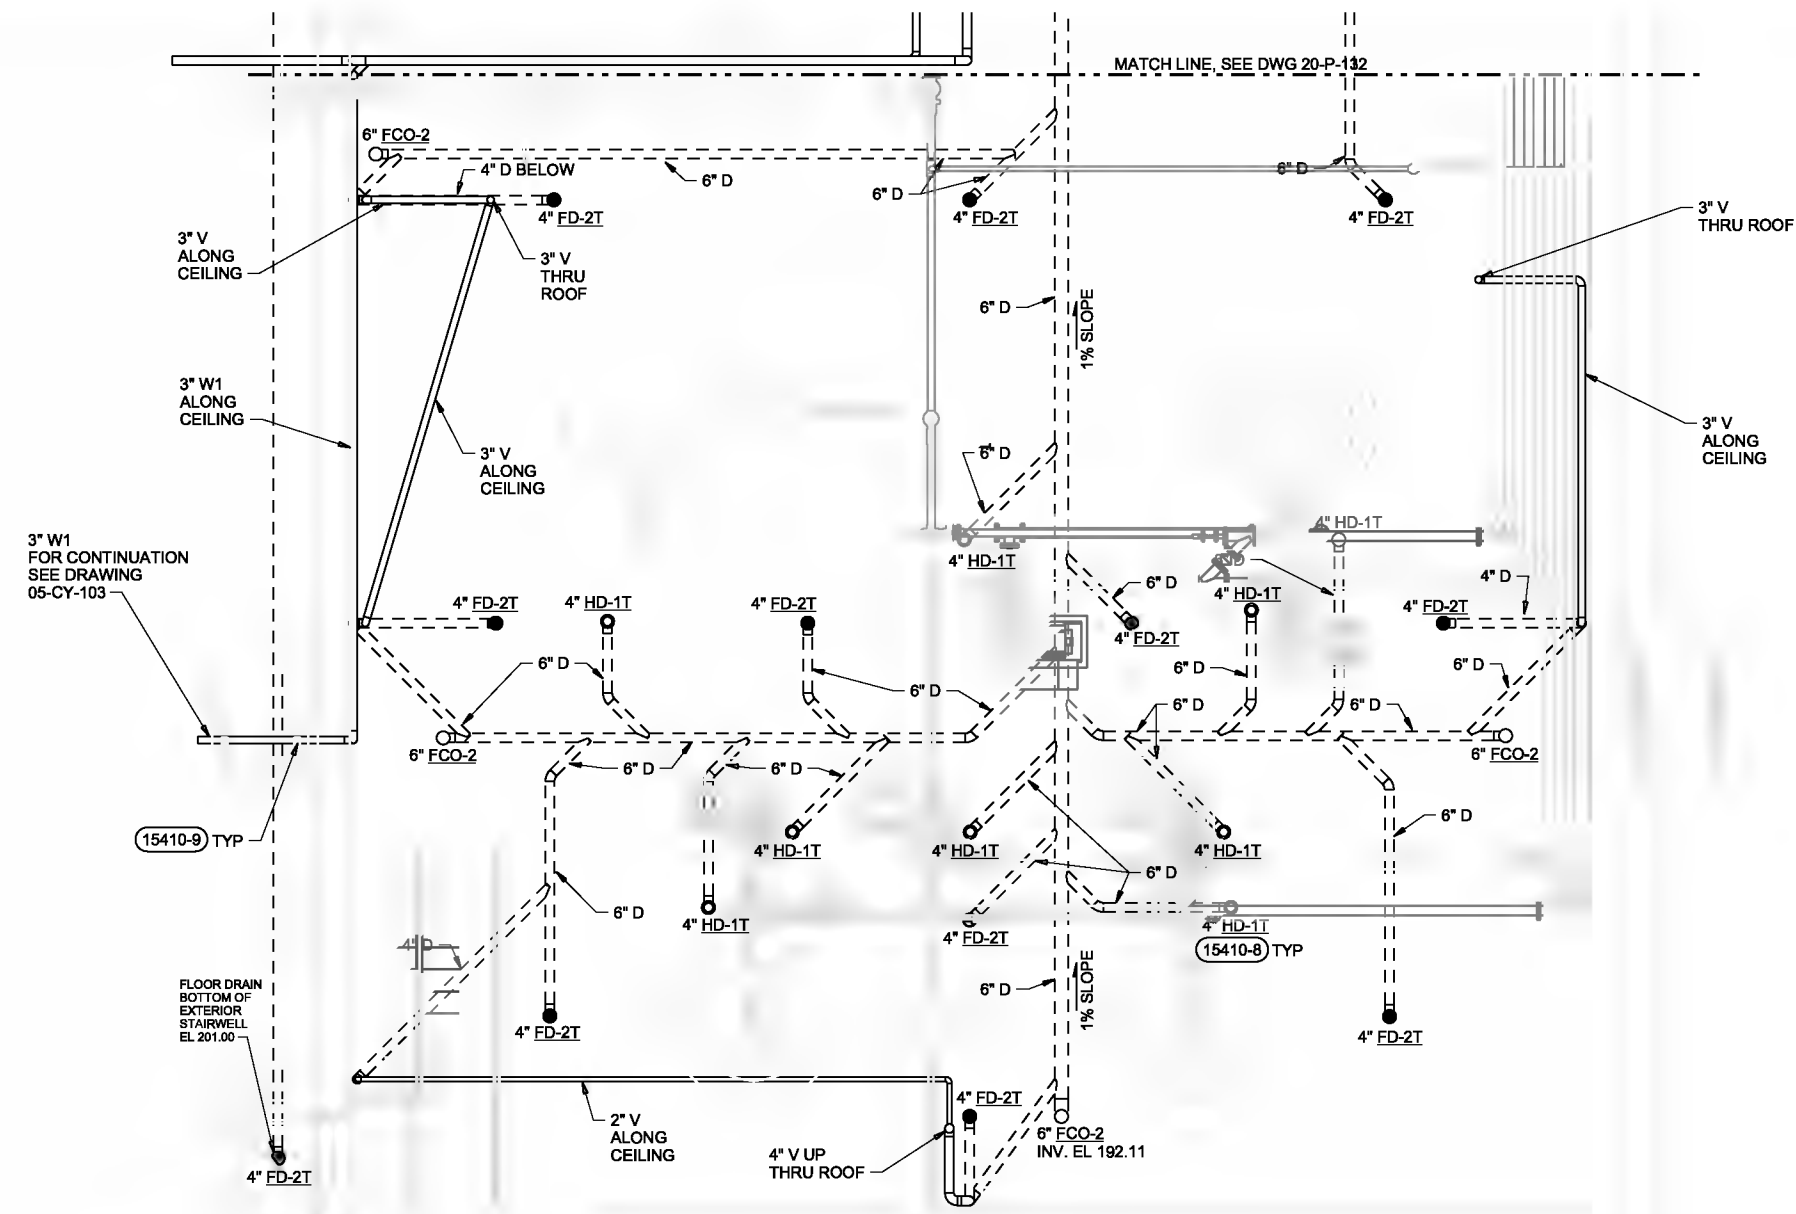 MATCH LINE, SEE DWG 20-P-132
6" FCO-2
4" D BELOW
6" D
6" D
6" D
4" FD-2T
4" FD-2T
4" FD-2T
3" V
THRU ROOF
3" V
ALONG
CEILING
3" V
THRU
ROOF
6" D
1% SLOPE
3" W1
ALONG
CEILING
3" V
ALONG
CEILING
3" V
ALONG
CEILING
6" D
4" HD-1T
3" W1
FOR CONTINUATION
SEE DRAWING
05-CY-103
4" HD-1T
6" D
4" D
4" FD-2T
4" HD-1T
4" FD-2T
4" HD-1T
4" FD-2T
4" FD-2T
6" D
6" D
6" D
6" D
6" D
6" D
6" FCO-2
6" D
6" D
6" FCO-2
15410-9 TYP
4" HD-1T
4" HD-1T
4" HD-1T
6" D
6" D
6" D
4" HD-1T
4" FD-2T
4" HD-1T
15410-8 TYP
4" D
6" D
1% SLOPE
FLOOR DRAIN
BOTTOM OF
EXTERIOR
STAIRWELL
EL 201.00
4" FD-2T
4" FD-2T
4" FD-2T
2" V
ALONG
CEILING
4" V UP
THRU ROOF
6" FCO-2
INV. EL 192.11
4" FD-2T